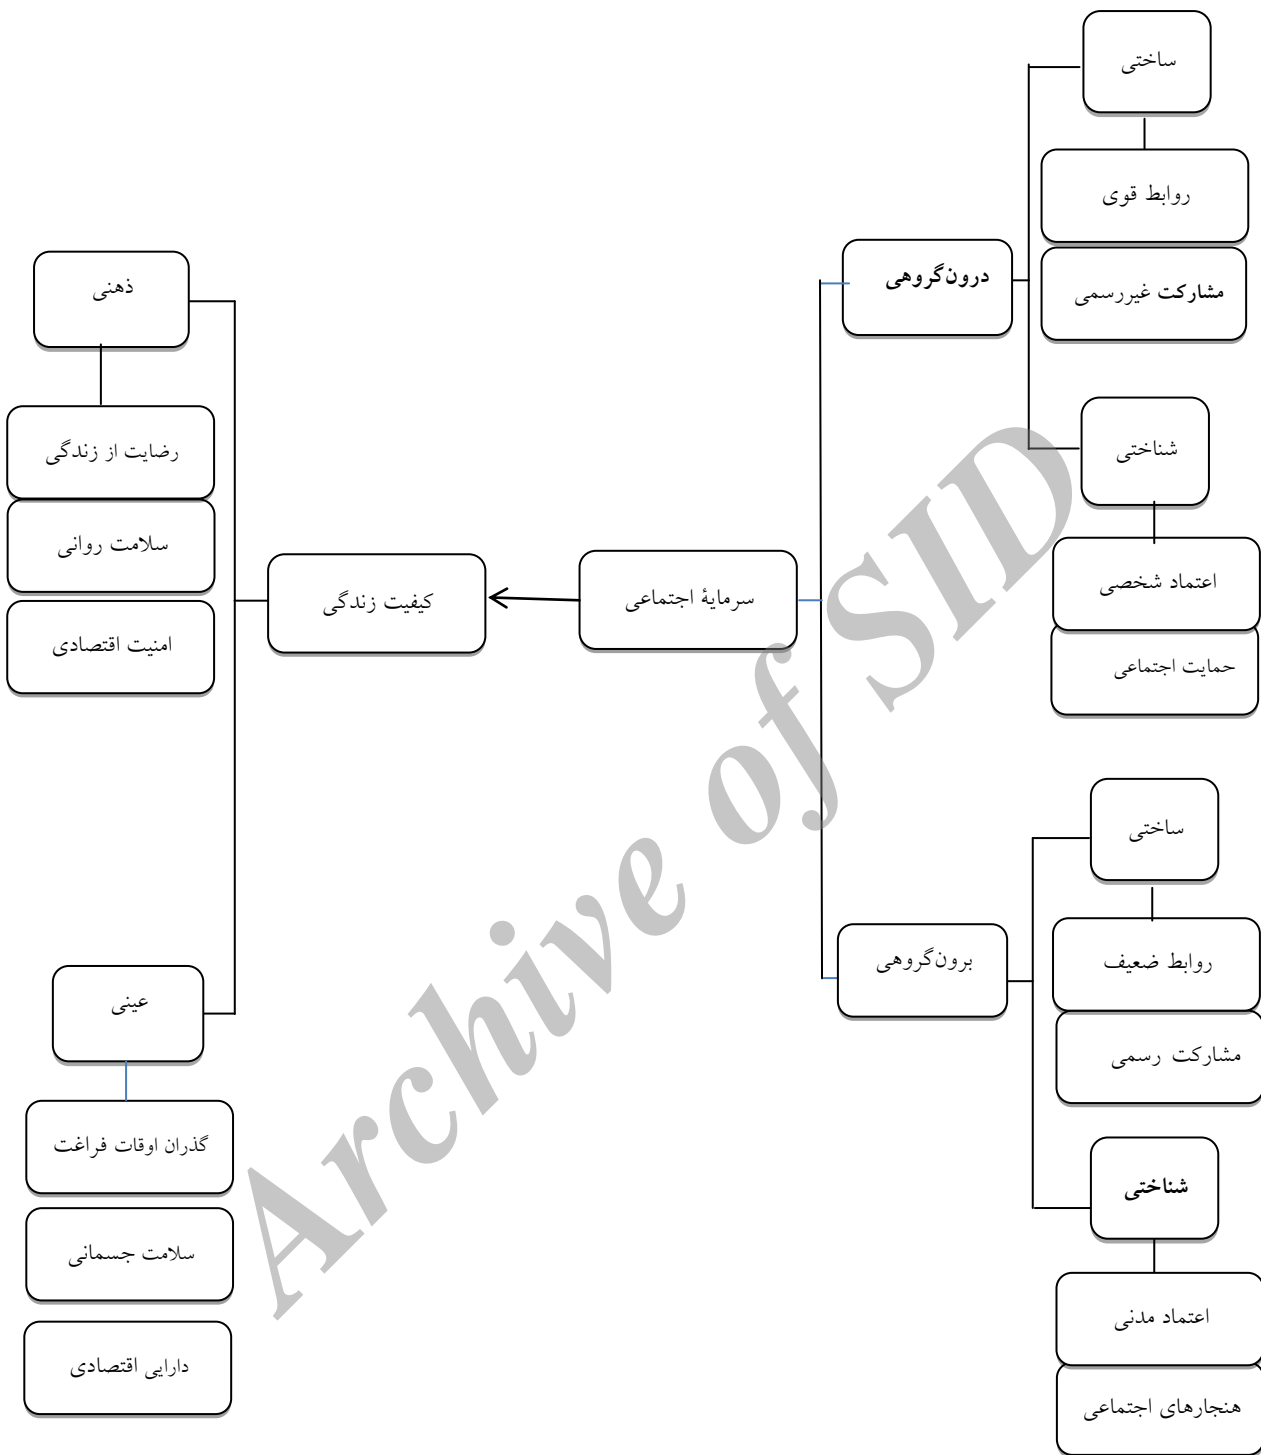 ساختی
روابط قوی
مشارکت غیررسمی
درون‌گروهی
شناختی
اعتماد شخصی
حمایت اجتماعی
سرمایهٔ اجتماعی
کیفیت زندگی
ذهنی
رضایت از زندگی
سلامت روانی
امنیت اقتصادی
ساختی
روابط ضعیف
مشارکت رسمی
برون‌گروهی
شناختی
اعتماد مدنی
هنجارهای اجتماعی
عینی
گذران اوقات فراغت
سلامت جسمانی
دارایی اقتصادی
Archive of SID